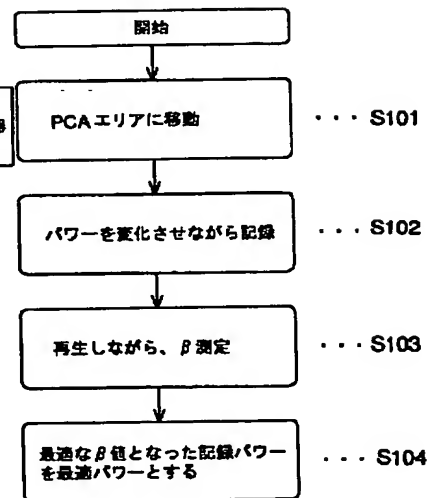 開始
PCAエリアに移動
・・・ S101
パワーを変化させながら記録
・・・ S102
再生しながら、β測定
・・・ S103
最適なβ値となった記録パワー
を最適パワーとする
・・・ S104